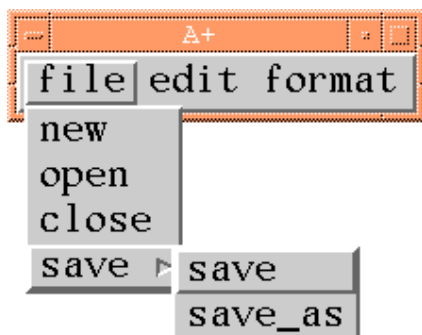 A+
file edit format
new
open
close
save save
save_as